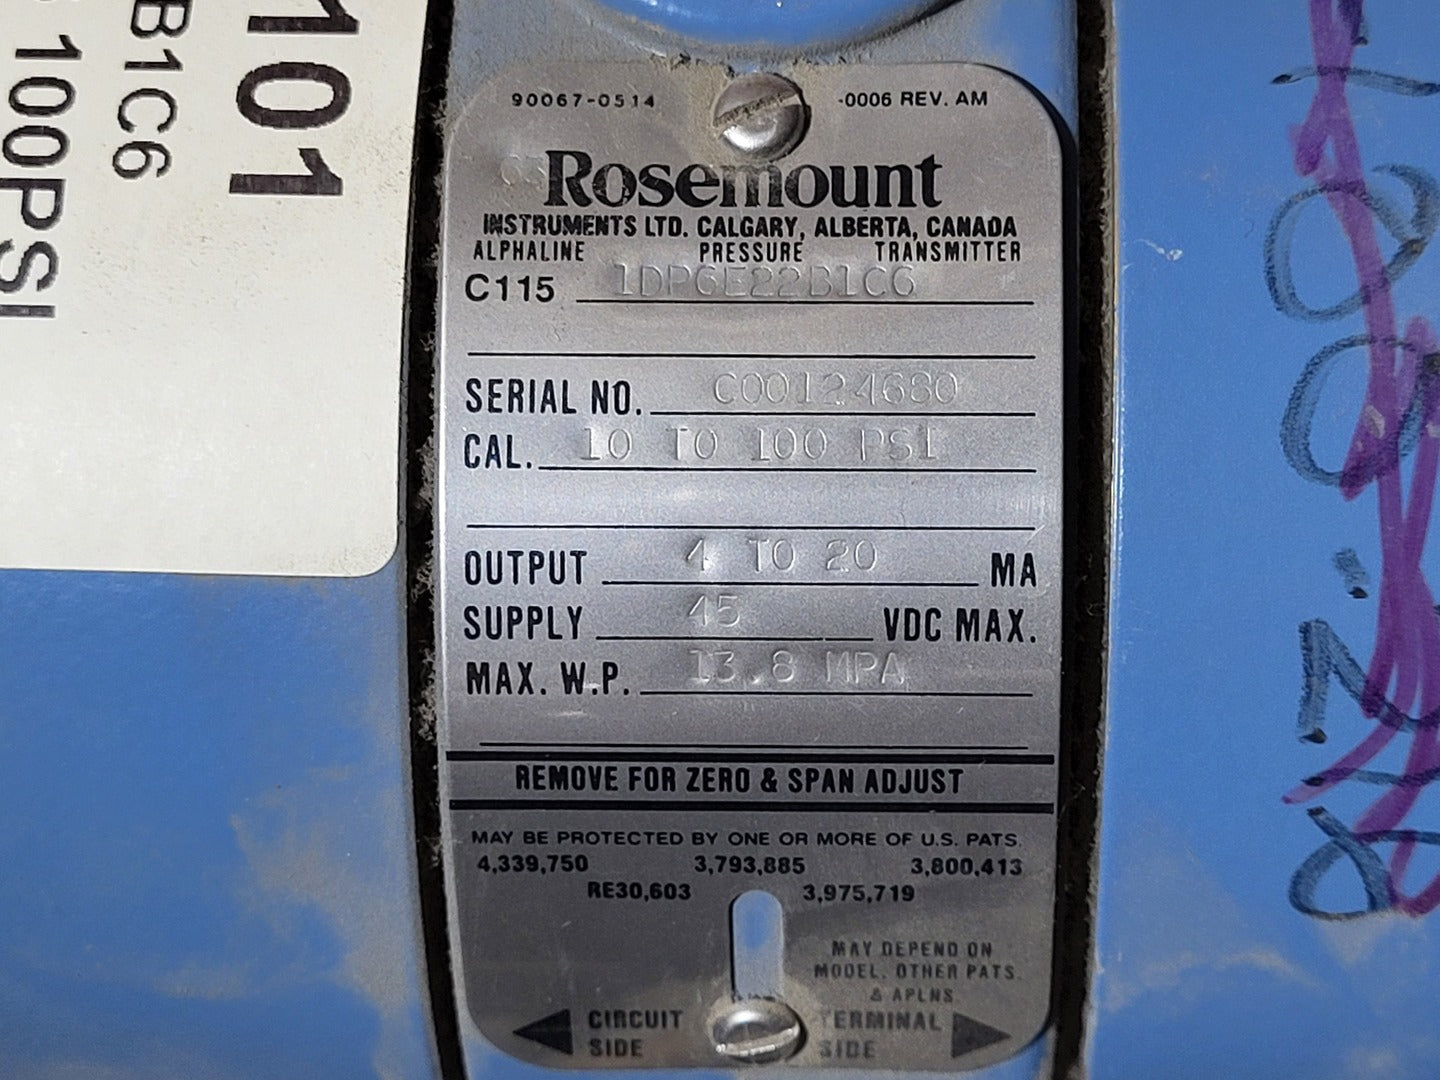 101
B1C6
100PSI
90067-0514 -0006 REV. AM
Rosemount
INSTRUMENTS LTD. CALGARY, ALBERTA, CANADA
ALPHALINE PRESSURE TRANSMITTER
C115 1DP6E22B1C6
SERIAL NO. C00124680
CAL. 10 TO 100 PSI
OUTPUT 4 TO 20 MA
SUPPLY 45 VDC MAX.
MAX. W.P. 13.8 MPA
REMOVE FOR ZERO & SPAN ADJUST
MAY BE PROTECTED BY ONE OR MORE OF U.S. PATS.
4,339,750 3,793,885 3,800,413
RE30,603 3,975,719
MAY DEPEND ON
MODEL, OTHER PATS.
& APLNS.
CIRCUIT
SIDE
TERMINAL
SIDE